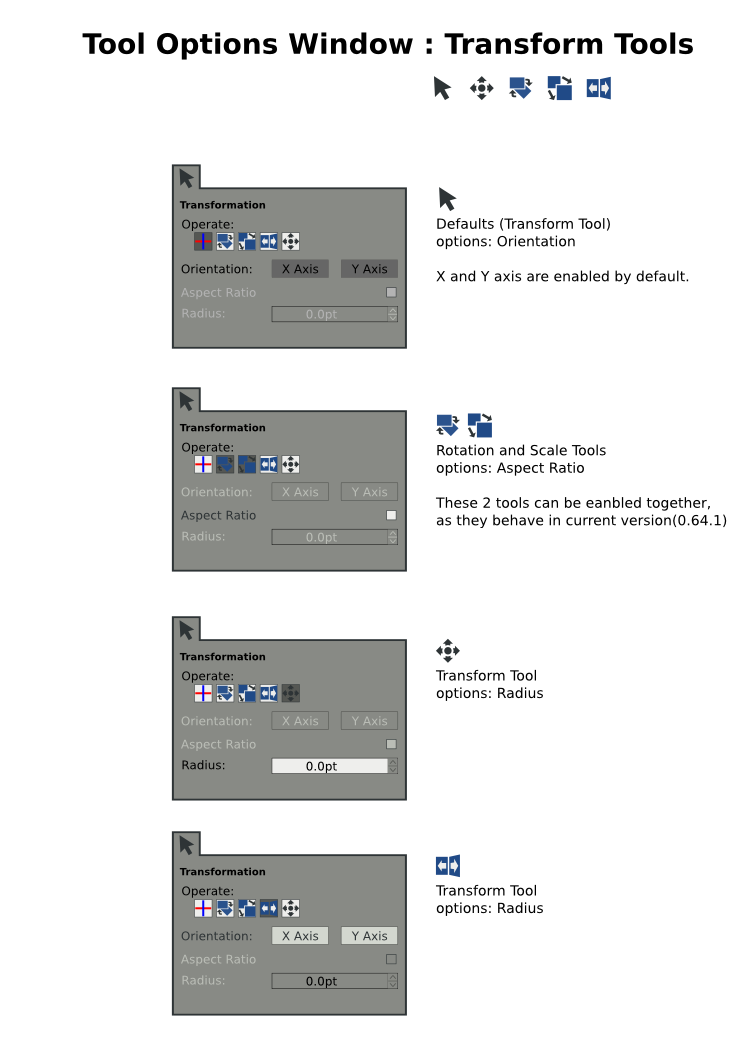 Tool Options Window : Transform Tools
Transformation
Operate:
Orientation: X Axis Y Axis
Aspect Ratio
Radius: 0.0pt
Defaults (Transform Tool)
options: Orientation
X and Y axis are enabled by default.
Transformation
Operate:
Orientation: X Axis Y Axis
Aspect Ratio
Radius: 0.0pt
Rotation and Scale Tools
options: Aspect Ratio
These 2 tools can be eanbled together,
as they behave in current version(0.64.1)
Transformation
Operate:
Orientation: X Axis Y Axis
Aspect Ratio
Radius: 0.0pt
Transform Tool
options: Radius
Transformation
Operate:
Orientation: X Axis Y Axis
Aspect Ratio
Radius: 0.0pt
Transform Tool
options: Radius